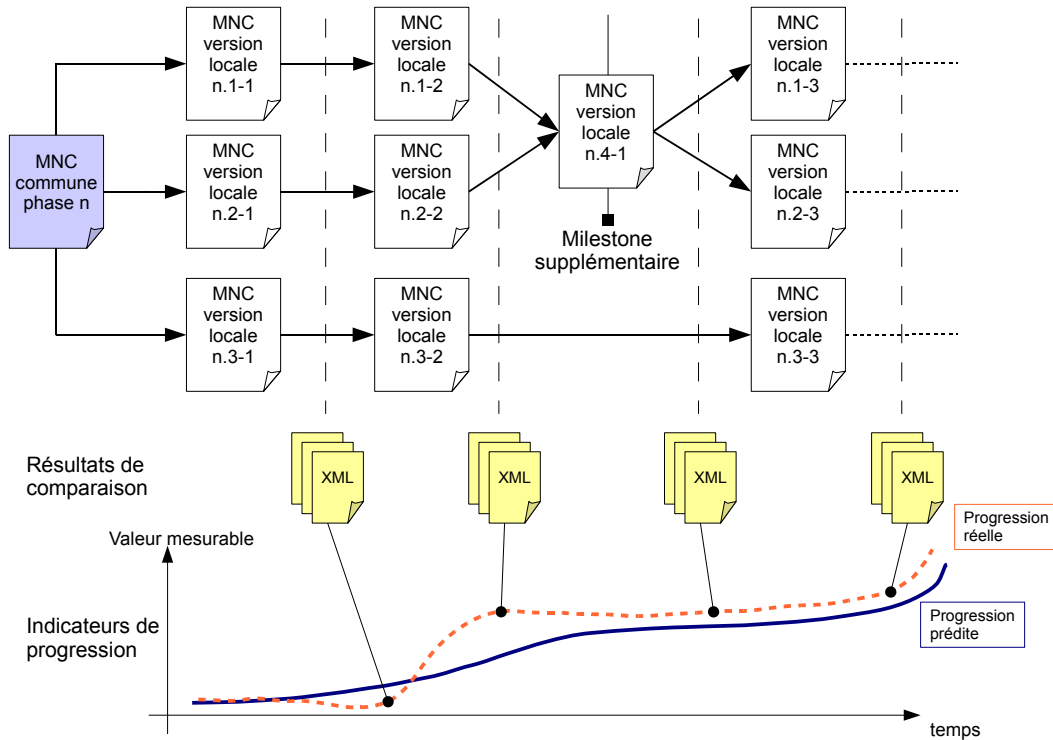 MNC
version
locale
n.1-1
MNC
version
locale
n.1-2
MNC
version
locale
n.4-1
MNC
version
locale
n.1-3
MNC
commune
phase n
MNC
version
locale
n.2-1
MNC
version
locale
n.2-2
MNC
version
locale
n.2-3
Milestone
supplémentaire
MNC
version
locale
n.3-1
MNC
version
locale
n.3-2
MNC
version
locale
n.3-3
Résultats de
comparaison
XML
XML
XML
XML
Valeur mesurable
Progression
réelle
Indicateurs de
progression
Progression
prédite
temps